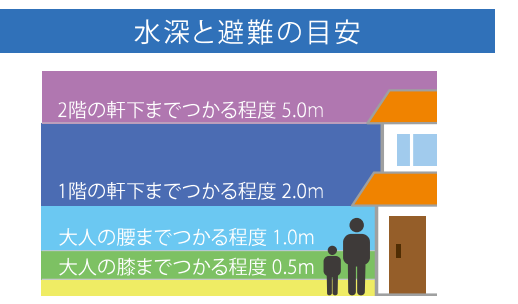 水深と避難の目安
2階の軒下までつかる程度 5.0m
1階の軒下までつかる程度 2.0m
大人の腰までつかる程度 1.0m
大人の膝までつかる程度 0.5m